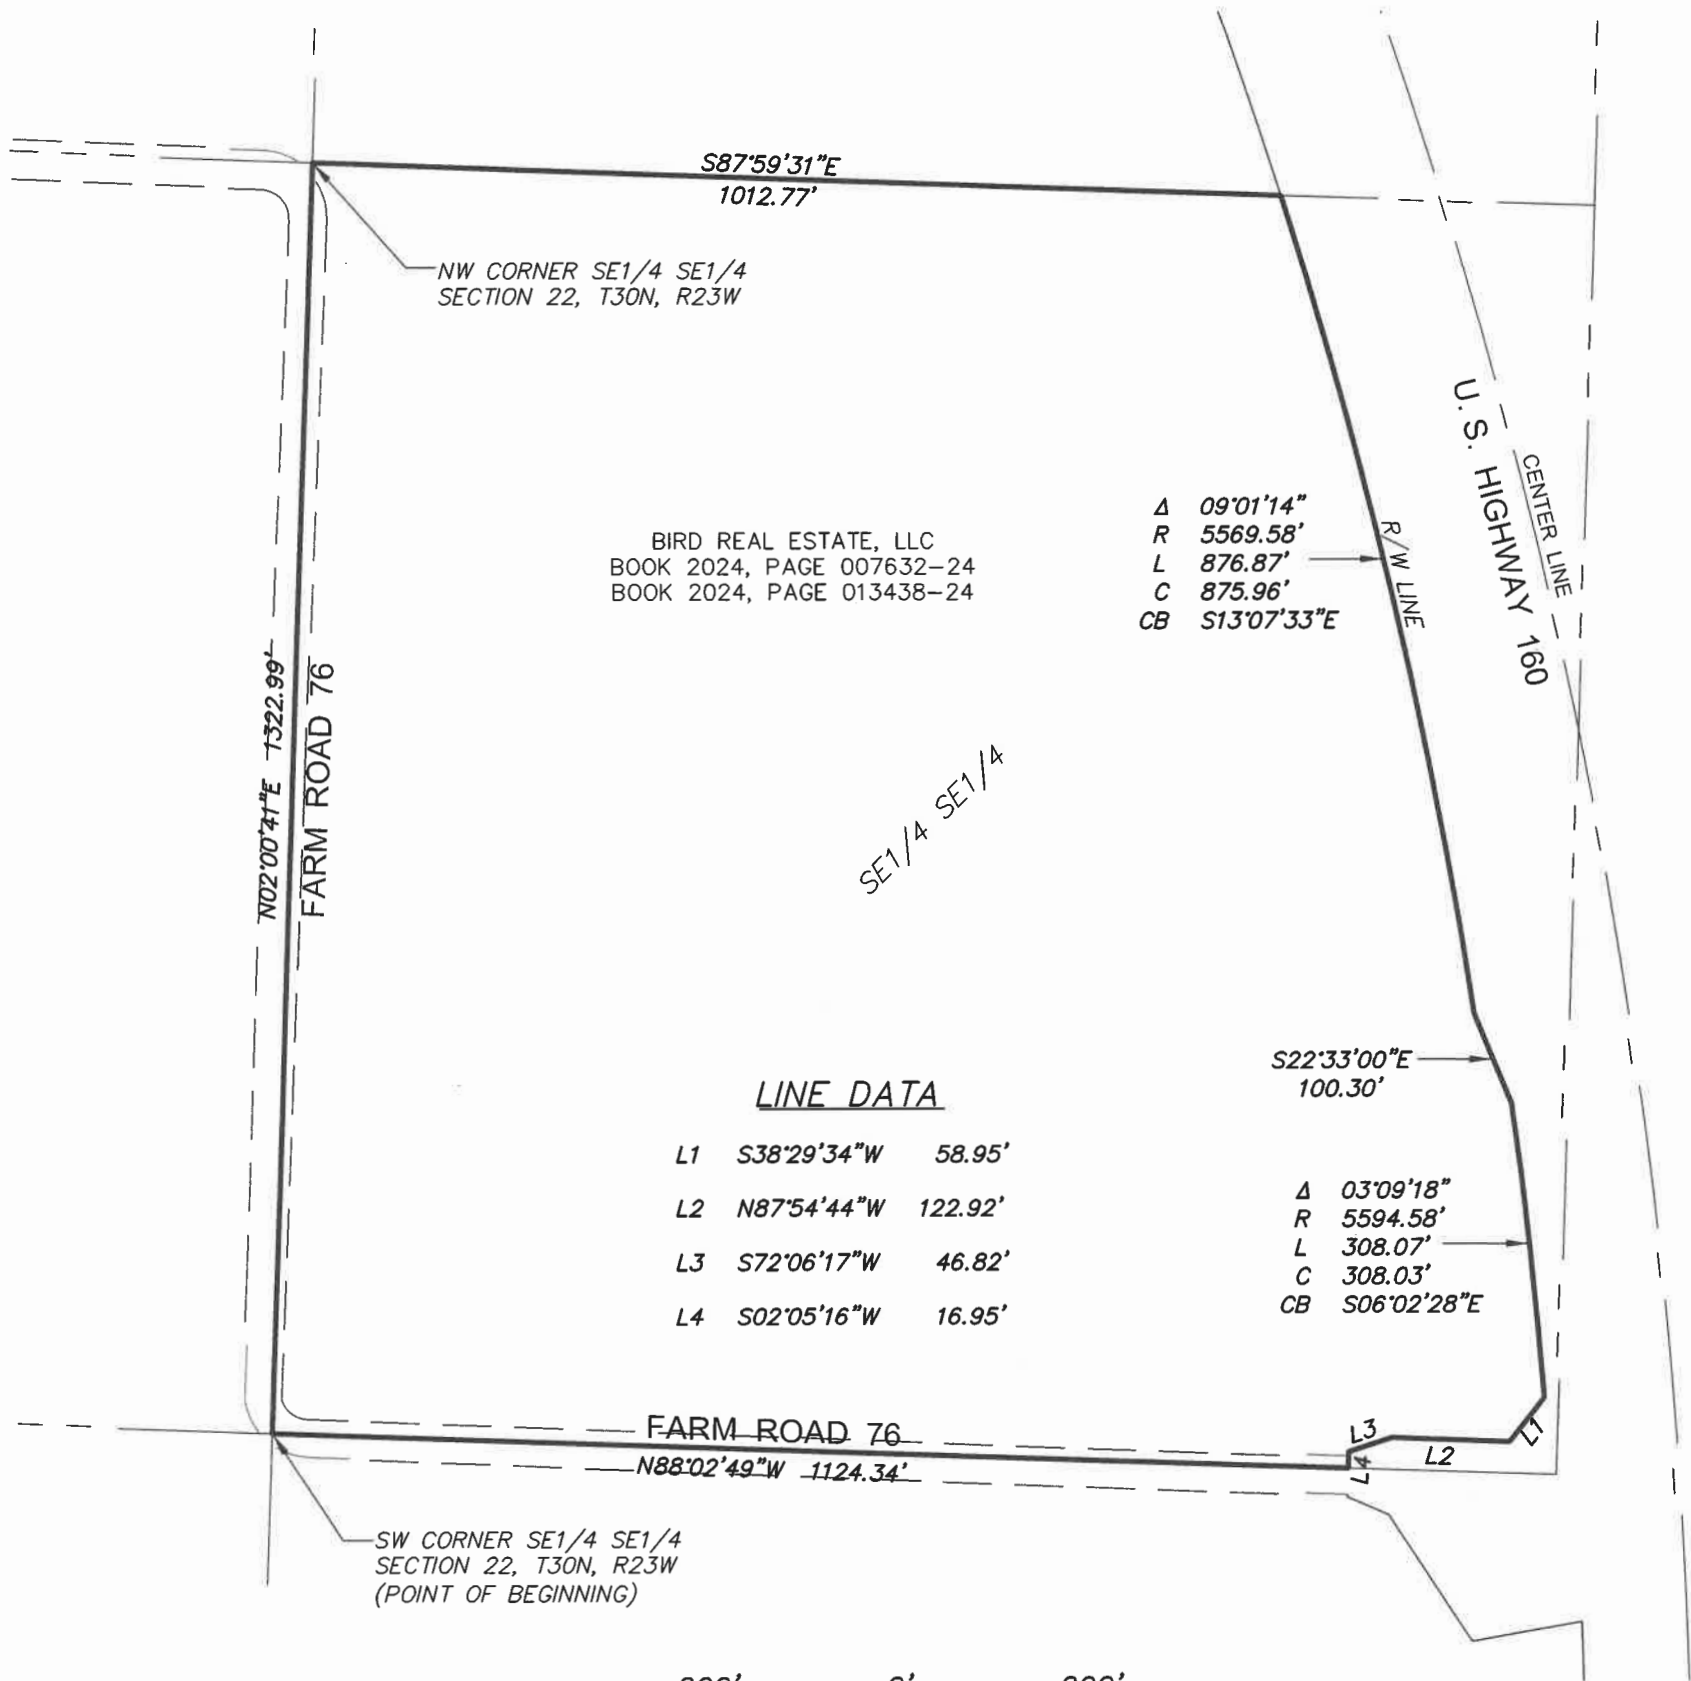 S87°59'31"E
1012.77'
NW CORNER SE1/4 SE1/4
SECTION 22, T30N, R23W
U.S. HIGHWAY 160
CENTER LINE
R/W LINE
BIRD REAL ESTATE, LLC
BOOK 2024, PAGE 007632-24
BOOK 2024, PAGE 013438-24
Δ 09°01'14"
R 5569.58'
L 876.87'
C 875.96'
CB S13°07'33"E
N02°00'41"E 1322.99'
FARM ROAD 76
SE1/4 SE1/4
S22°33'00"E
100.30'
LINE DATA
L1 S38°29'34"W 58.95'
L2 N87°54'44"W 122.92'
L3 S72°06'17"W 46.82'
L4 S02°05'16"W 16.95'
Δ 03°09'18"
R 5594.58'
L 308.07'
C 308.03'
CB S06°02'28"E
FARM ROAD 76
N88°02'49"W 1124.34'
L3
L4
L2
L1
SW CORNER SE1/4 SE1/4
SECTION 22, T30N, R23W
(POINT OF BEGINNING)